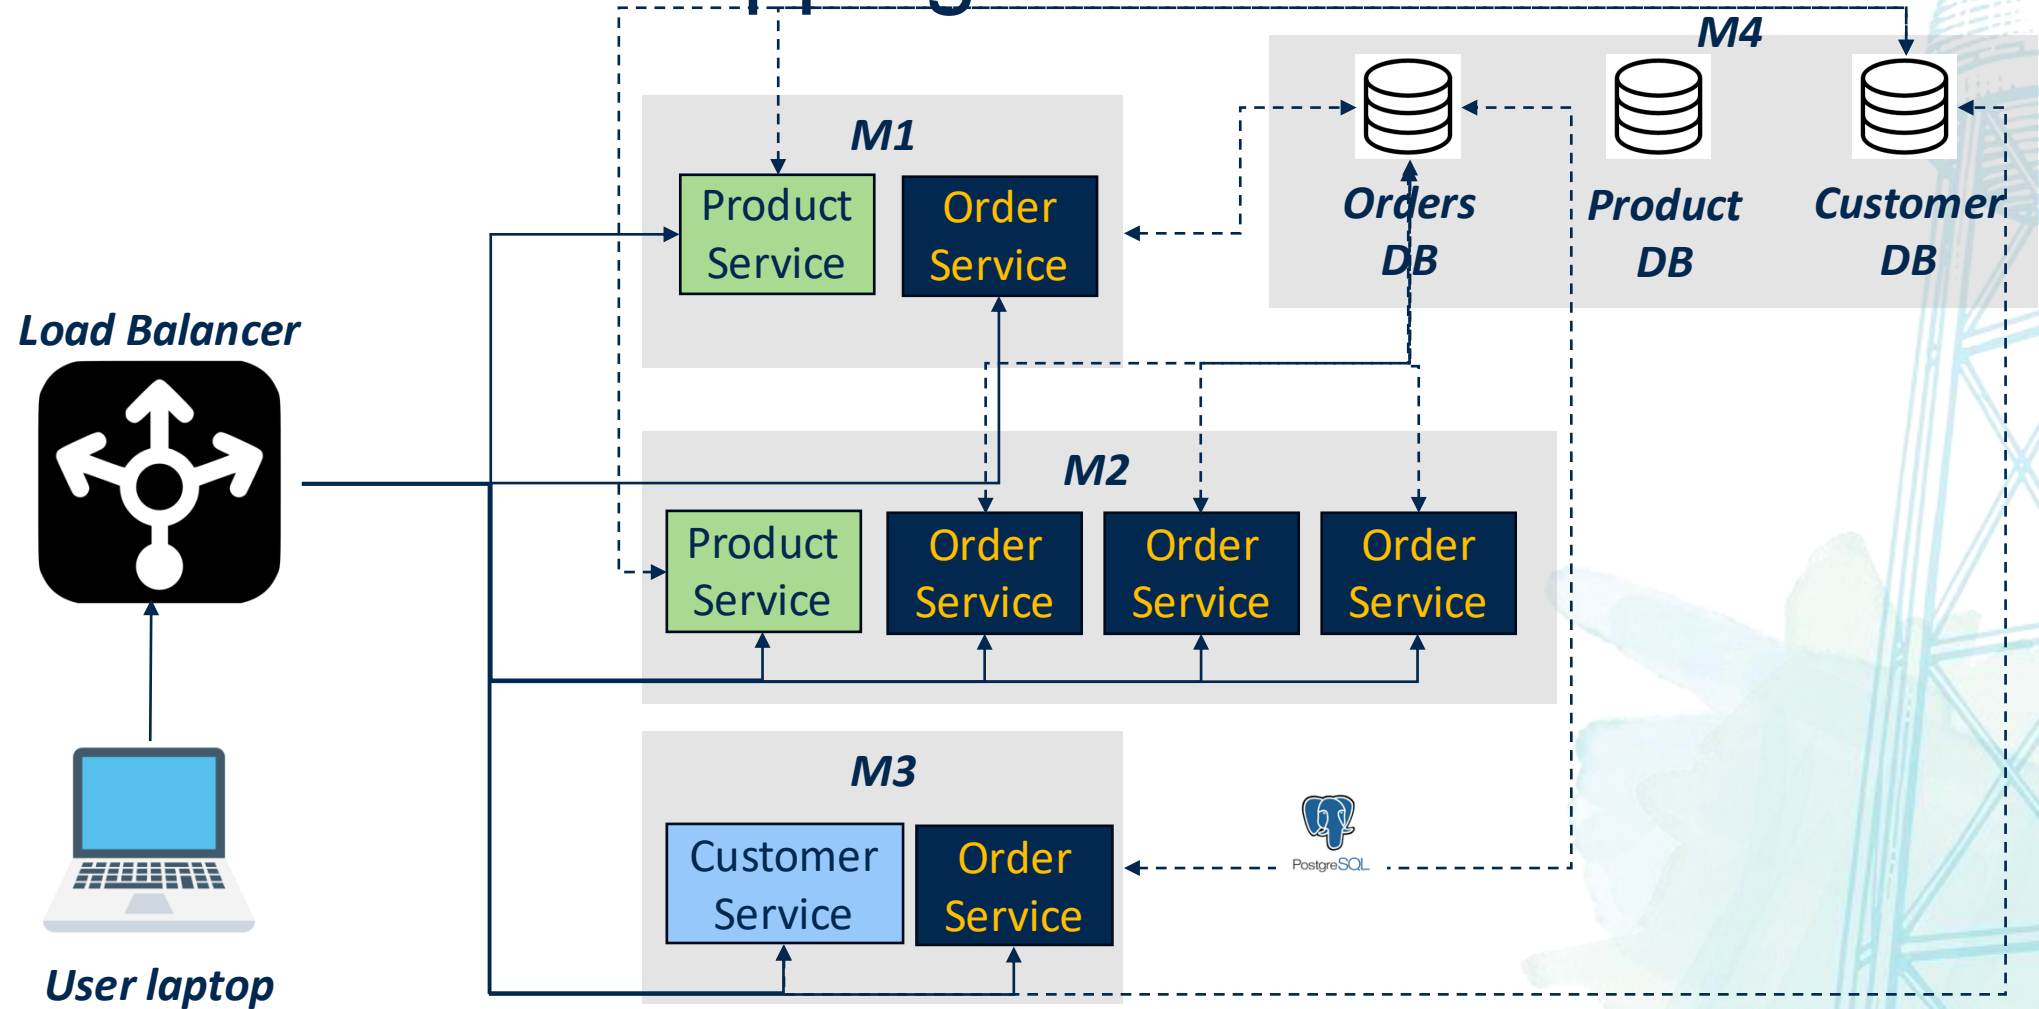 M4
M1
Product
Service
Order
Service
Orders
DB
Product
DB
Customer
DB
Load Balancer
M2
Product
Service
Order
Service
Order
Service
Order
Service
M3
Customer
Service
Order
Service
PostgreSQL
User laptop